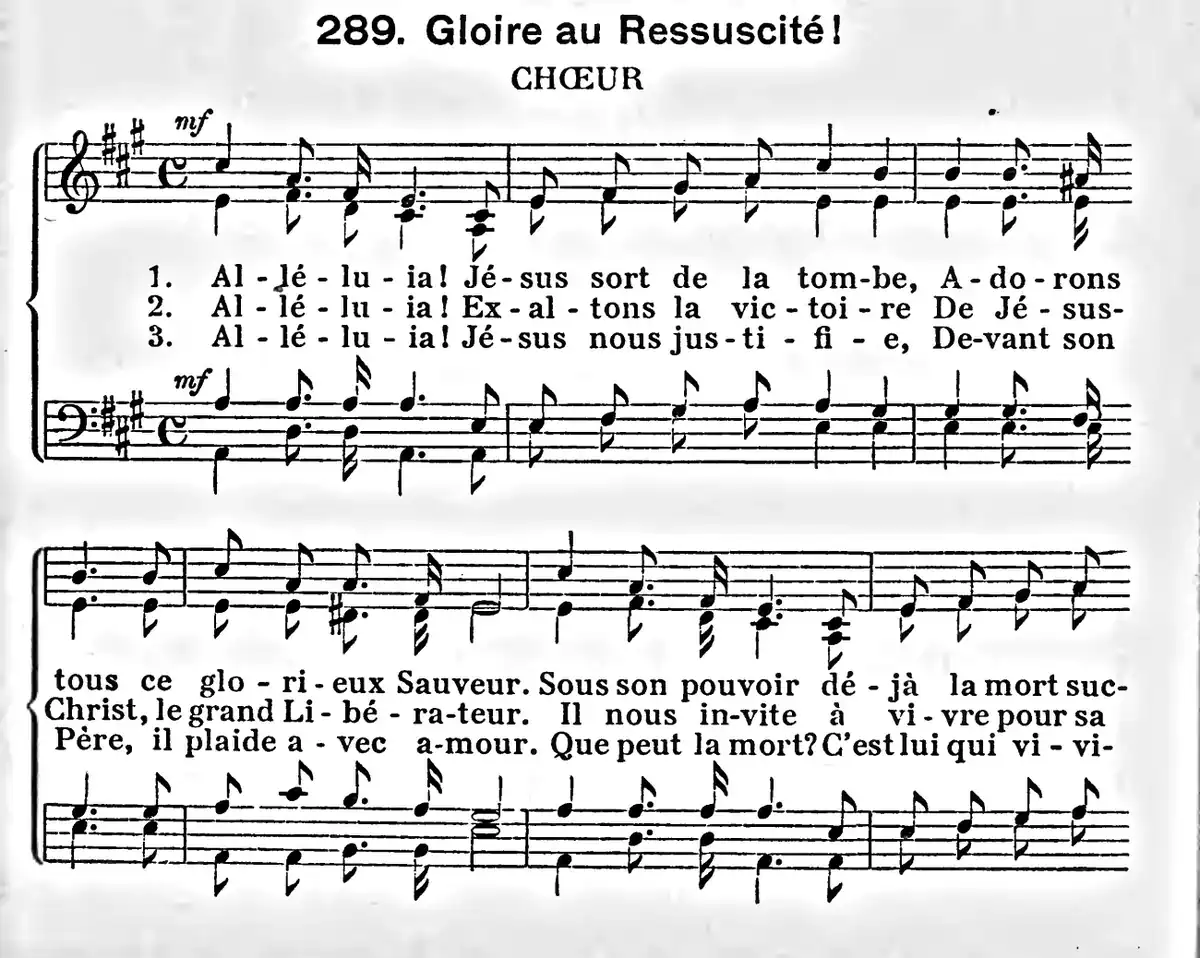 289. Gloire au Ressuscité!
CHŒUR
mf
1. Al-lé-lu-ia! Jé-sus sort de la tom-be, A-do-rons
2. Al-lé-lu-ia! Ex-al-tons la vic-toi-re De Jé-sus-
3. Al-lé-lu-ia! Jé-sus nous jus-ti-fi-e, De-vant son
mf
tous ce glo-ri-eux Sauveur. Sous son pouvoir dé-jà la mort suc-
Christ, le grand Li-bé-ra-teur. Il nous in-vite à vi-vre pour sa
Père, il plaide a-vec a-mour. Que peut la mort? C'est lui qui vi-vi-